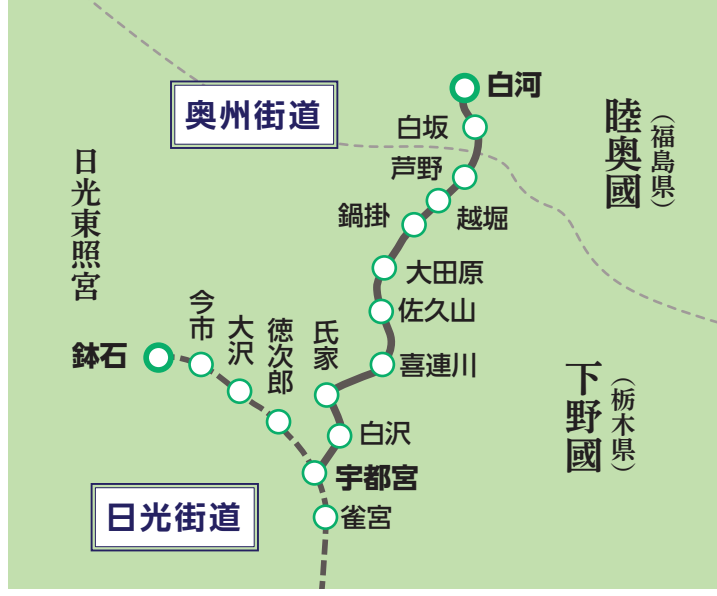 白河
奥州街道
白坂
睦奥國
（福島県）
芦野
日光東照宮
越堀
鍋掛
大田原
佐久山
今市
大沢
徳次郎
氏家
鉢石
喜連川
下野國
（栃木県）
白沢
宇都宮
日光街道
雀宮